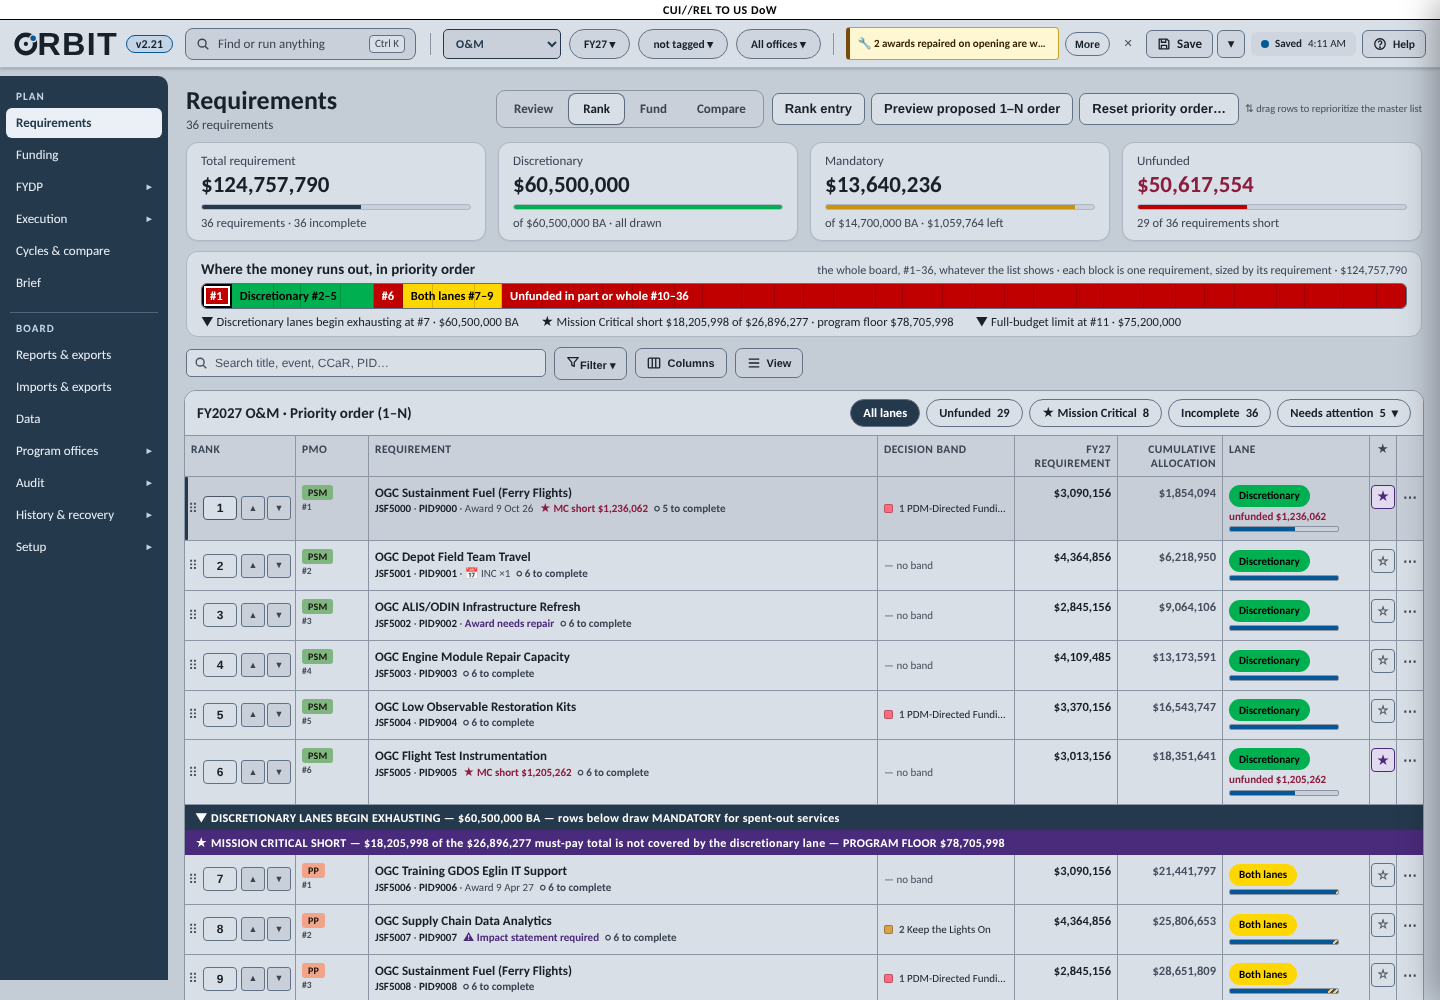 CUI//REL TO US DoW
ORBIT v2.21 Find or run anything Ctrl K O&M FY27 ▾ not tagged ▾ All offices ▾ 🔧 2 awards repaired on opening are w... More × Save ▾ Saved 4:11 AM Help
PLAN
Requirements
Funding
FYDP ▸
Execution ▸
Cycles & compare
Brief
BOARD
Reports & exports
Imports & exports
Data
Program offices ▸
Audit ▸
History & recovery ▸
Setup ▸
Requirements
36 requirements
Review Rank Fund Compare Rank entry Preview proposed 1–N order Reset priority order… ⇅ drag rows to reprioritize the master list
Total requirement
$124,757,790
36 requirements · 36 incomplete
Discretionary
$60,500,000
of $60,500,000 BA · all drawn
Mandatory
$13,640,236
of $14,700,000 BA · $1,059,764 left
Unfunded
$50,617,554
29 of 36 requirements short
Where the money runs out, in priority order
the whole board, #1–36, whatever the list shows · each block is one requirement, sized by its requirement · $124,757,790
#1 Discretionary #2–5 #6 Both lanes #7–9 Unfunded in part or whole #10–36
▼ Discretionary lanes begin exhausting at #7 · $60,500,000 BA ★ Mission Critical short $18,205,998 of $26,896,277 · program floor $78,705,998 ▼ Full-budget limit at #11 · $75,200,000
Search title, event, CCaR, PID… Filter ▾ Columns View
FY2027 O&M · Priority order (1–N) All lanes Unfunded 29 ★ Mission Critical 8 Incomplete 36 Needs attention 5 ▾
RANK PMO REQUIREMENT DECISION BAND FY27 REQUIREMENT CUMULATIVE ALLOCATION LANE ★
1 ▲ ▼ PSM #1 OGC Sustainment Fuel (Ferry Flights) 1 PDM-Directed Fundi... $3,090,156 $1,854,094 Discretionary ★ ⋯
JSF5000 · PID9000 · Award 9 Oct 26 ★ MC short $1,236,062 ○ 5 to complete unfunded $1,236,062
2 ▲ ▼ PSM #2 OGC Depot Field Team Travel — no band $4,364,856 $6,218,950 Discretionary ☆ ⋯
JSF5001 · PID9001 · 📅 INC ×1 ○ 6 to complete
3 ▲ ▼ PSM #3 OGC ALIS/ODIN Infrastructure Refresh — no band $2,845,156 $9,064,106 Discretionary ☆ ⋯
JSF5002 · PID9002 · Award needs repair ○ 6 to complete
4 ▲ ▼ PSM #4 OGC Engine Module Repair Capacity — no band $4,109,485 $13,173,591 Discretionary ☆ ⋯
JSF5003 · PID9003 ○ 6 to complete
5 ▲ ▼ PSM #5 OGC Low Observable Restoration Kits 1 PDM-Directed Fundi... $3,370,156 $16,543,747 Discretionary ☆ ⋯
JSF5004 · PID9004 ○ 6 to complete
6 ▲ ▼ PSM #6 OGC Flight Test Instrumentation — no band $3,013,156 $18,351,641 Discretionary ★ ⋯
JSF5005 · PID9005 ★ MC short $1,205,262 ○ 6 to complete unfunded $1,205,262
▼ DISCRETIONARY LANES BEGIN EXHAUSTING — $60,500,000 BA — rows below draw MANDATORY for spent-out services
★ MISSION CRITICAL SHORT — $18,205,998 of the $26,896,277 must-pay total is not covered by the discretionary lane — PROGRAM FLOOR $78,705,998
7 ▲ ▼ PP #1 OGC Training GDOS Eglin IT Support — no band $3,090,156 $21,441,797 Both lanes ☆ ⋯
JSF5006 · PID9006 · Award 9 Apr 27 ○ 6 to complete
8 ▲ ▼ PP #2 OGC Supply Chain Data Analytics 2 Keep the Lights On $4,364,856 $25,806,653 Both lanes ☆ ⋯
JSF5007 · PID9007 ⚠ Impact statement required ○ 6 to complete
9 ▲ ▼ PP #3 OGC Sustainment Fuel (Ferry Flights) 1 PDM-Directed Fundi... $2,845,156 $28,651,809 Both lanes ☆ ⋯
JSF5008 · PID9008 ○ 6 to complete